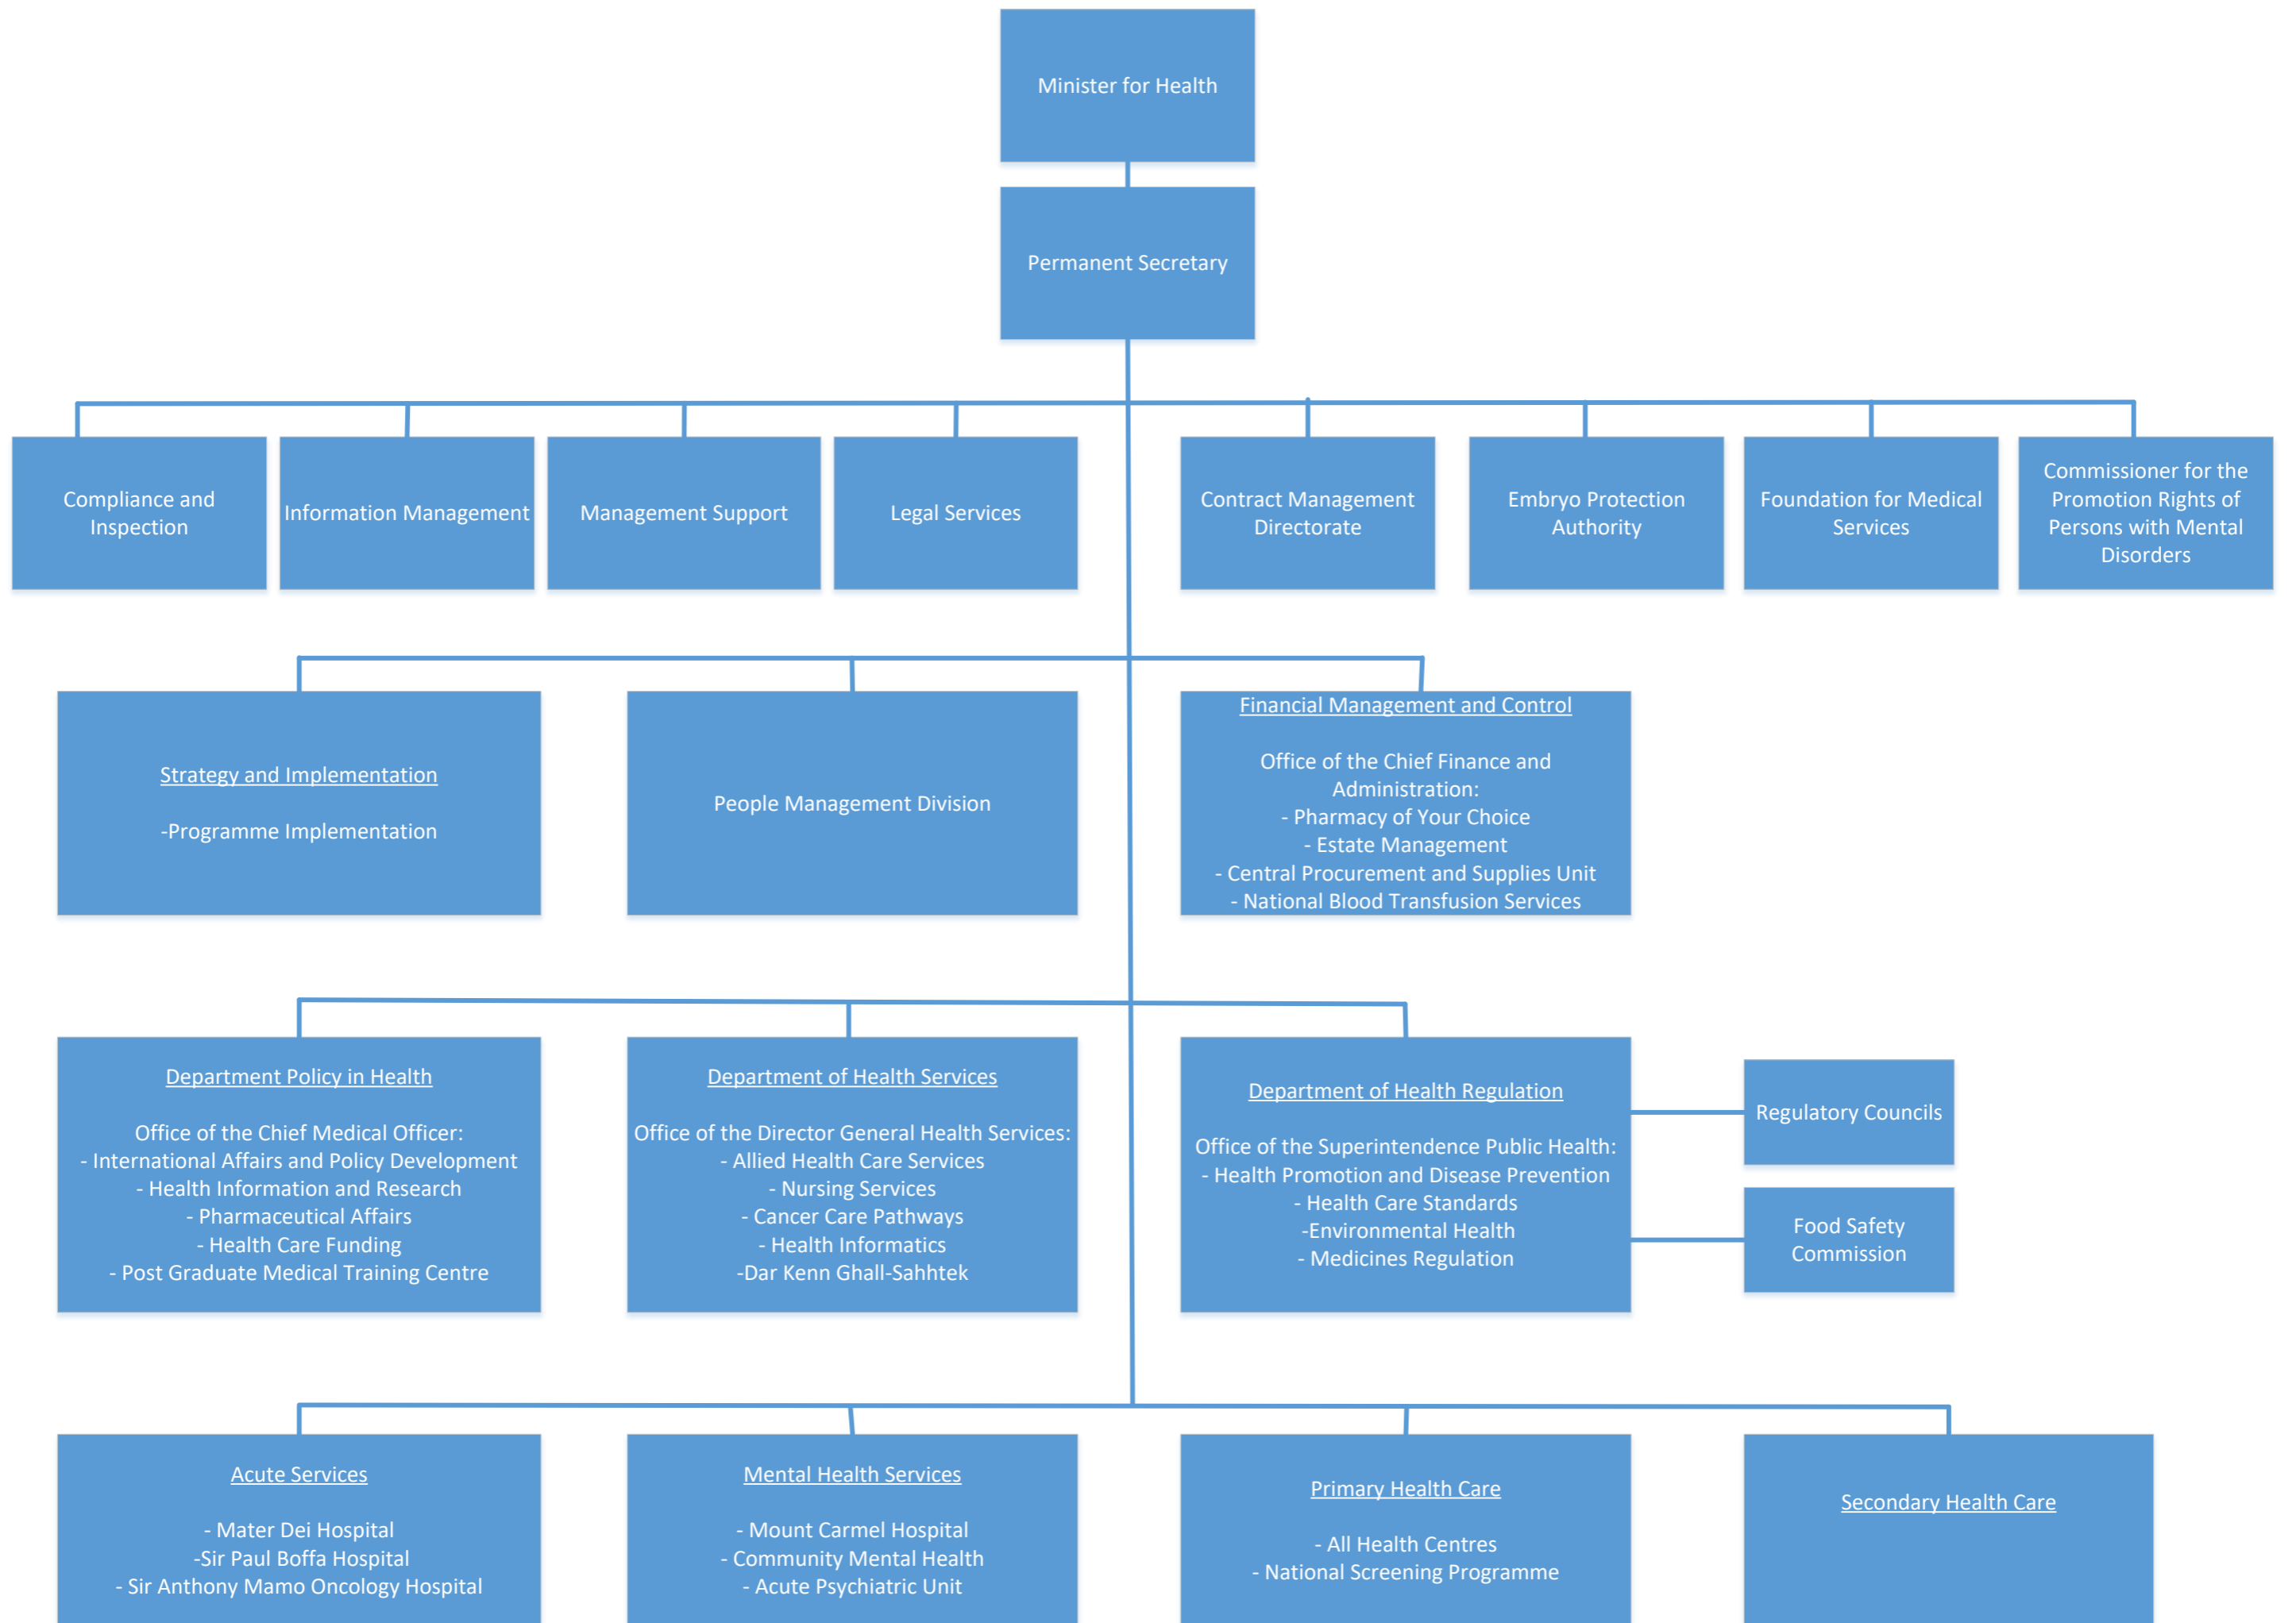 Minister for Health
Permanent Secretary
Compliance and
Inspection
Information Management
Management Support
Legal Services
Contract Management
Directorate
Embryo Protection
Authority
Foundation for Medical
Services
Commissioner for the
Promotion Rights of
Persons with Mental
Disorders
Strategy and Implementation
-Programme Implementation
People Management Division
Financial Management and Control
Office of the Chief Finance and
Administration:
- Pharmacy of Your Choice
- Estate Management
- Central Procurement and Supplies Unit
- National Blood Transfusion Services
Department Policy in Health
Office of the Chief Medical Officer:
- International Affairs and Policy Development
- Health Information and Research
- Pharmaceutical Affairs
- Health Care Funding
- Post Graduate Medical Training Centre
Department of Health Services
Office of the Director General Health Services:
- Allied Health Care Services
- Nursing Services
- Cancer Care Pathways
- Health Informatics
-Dar Kenn Ghall-Sahhtek
Department of Health Regulation
Office of the Superintendence Public Health:
- Health Promotion and Disease Prevention
- Health Care Standards
-Environmental Health
- Medicines Regulation
Regulatory Councils
Food Safety
Commission
Acute Services
- Mater Dei Hospital
-Sir Paul Boffa Hospital
- Sir Anthony Mamo Oncology Hospital
Mental Health Services
- Mount Carmel Hospital
- Community Mental Health
- Acute Psychiatric Unit
Primary Health Care
- All Health Centres
- National Screening Programme
Secondary Health Care